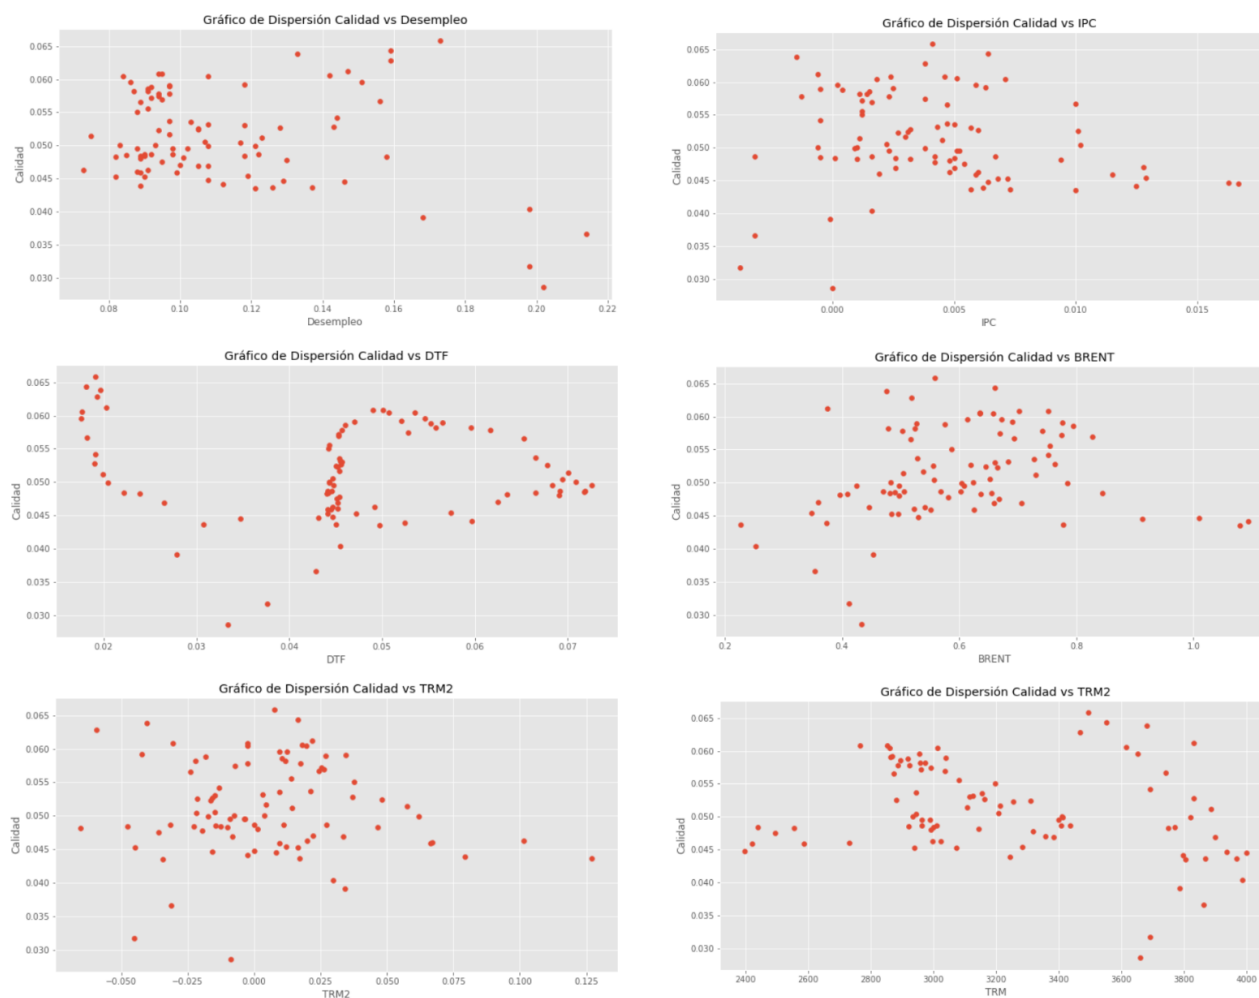 Gráfico de Dispersión Calidad vs Desempleo
Calidad
0.065
0.060
0.055
0.050
0.045
0.040
0.035
0.030
0.08 0.10 0.12 0.14 0.16 0.18 0.20 0.22
Desempleo
Gráfico de Dispersión Calidad vs IPC
Calidad
0.065
0.060
0.055
0.050
0.045
0.040
0.035
0.030
0.000 0.005 0.010 0.015
IPC
Gráfico de Dispersión Calidad vs DTF
Calidad
0.065
0.060
0.055
0.050
0.045
0.040
0.035
0.030
0.02 0.03 0.04 0.05 0.06 0.07
DTF
Gráfico de Dispersión Calidad vs BRENT
Calidad
0.065
0.060
0.055
0.050
0.045
0.040
0.035
0.030
0.2 0.4 0.6 0.8 1.0
BRENT
Gráfico de Dispersión Calidad vs TRM2
Calidad
0.065
0.060
0.055
0.050
0.045
0.040
0.035
0.030
−0.050 −0.025 0.000 0.025 0.050 0.075 0.100 0.125
TRM2
Gráfico de Dispersión Calidad vs TRM2
Calidad
0.065
0.060
0.055
0.050
0.045
0.040
0.035
0.030
2400 2600 2800 3000 3200 3400 3600 3800 4000
TRM